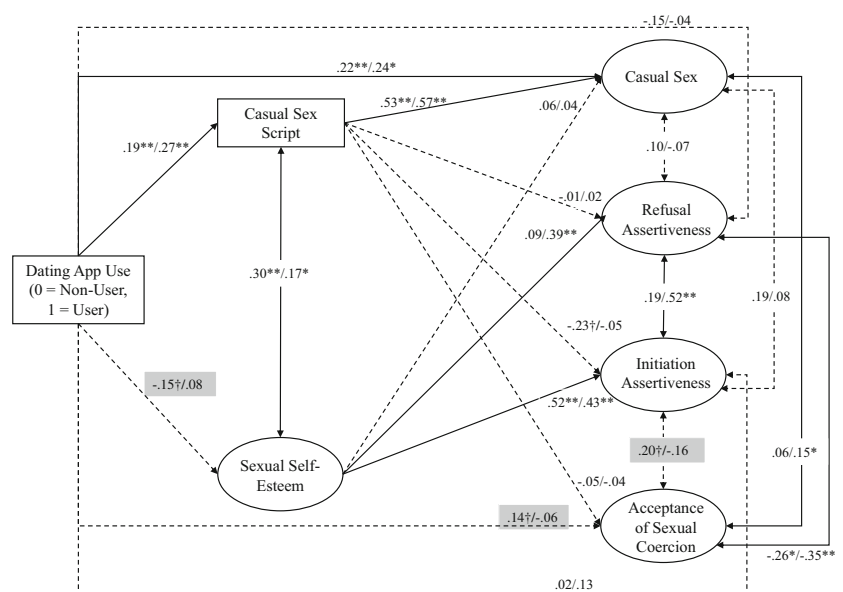 -.15/-.04
.22**/.24*
Casual Sex
.53**/.57**
.06/.04
Casual Sex
Script
.19**/.27**
.10/-.07
-.01/.02
Refusal
Assertiveness
.09/.39**
Dating App Use
(0 = Non-User,
1 = User)
.30**/.17*
.19/.52**
.19/.08
-.23†/-.05
Initiation
Assertiveness
-.15†/.08
.52**/.43**
.20†/-.16
.06/.15*
Sexual Self-
Esteem
-.05/-.04
.14†/-.06
Acceptance
of Sexual
Coercion
-.26*/-.35**
.02/.13